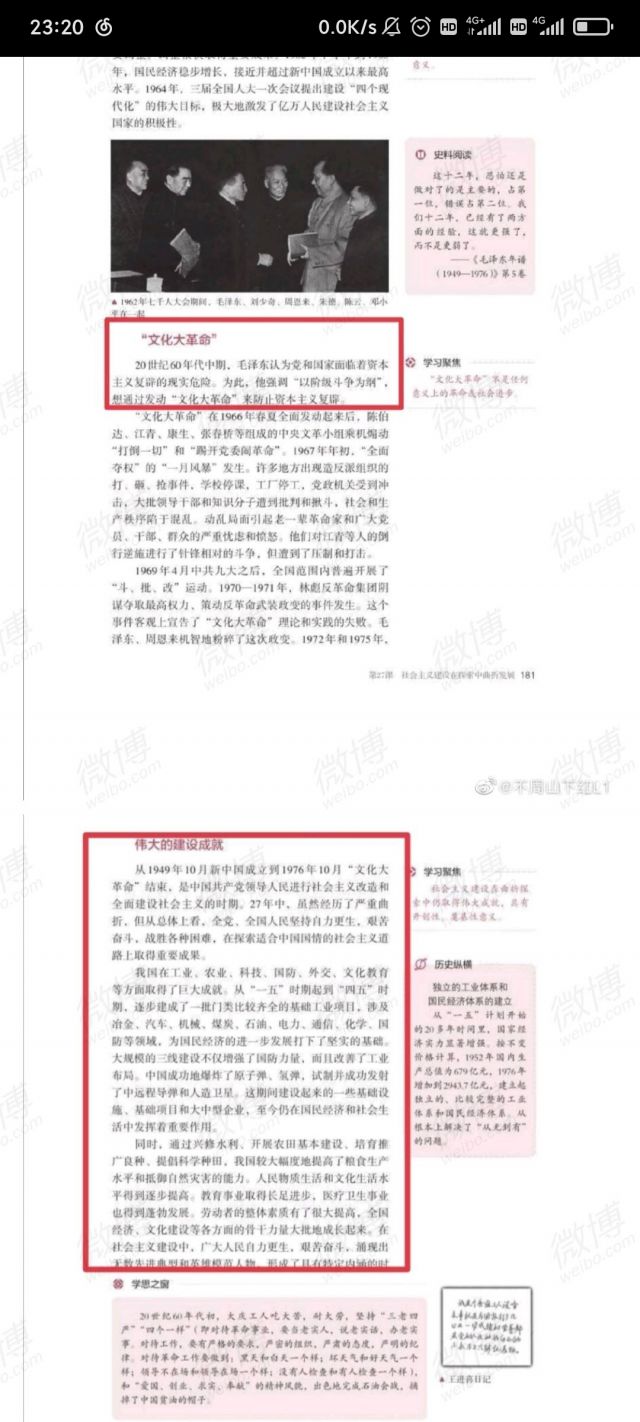 23:20
0.0K/s
HD
4G+
HD
4G
年，国民经济稳步增长，接近并超过新中国成立以来最高
水平。1964年，三届全国人大一次会议提出建设“四个现
代化”的伟大目标，极大地激发了亿万人民建设社会主义
国家的积极性。
意义。
史料阅读
这十二年，恐怕还是
做对了的是主要的，占第
一位，错误占第二位。我
们十二年，已经有了两方
面的经验，这就更强了，
而不是更弱了。
——《毛泽东年谱
（1949—1976）》第5卷
▲ 1962年七千人大会期间，毛泽东、刘少奇、周恩来、朱德、陈云、邓小
平在一起
“文化大革命”
20世纪60年代中期，毛泽东认为党和国家面临着资本
主义复辟的现实危险。为此，他强调“以阶级斗争为纲”，
想通过发动“文化大革命”来防止资本主义复辟。
学习聚焦
“文化大革命”不是任何
意义上的革命或社会进步。
“文化大革命”在1966年春夏全面发动起来后，陈伯
达、江青、康生、张春桥等组成的中央文革小组乘机煽动
“打倒一切”和“踢开党委闹革命”。1967年年初，“全面
夺权”的“一月风暴”发生。许多地方出现造反派组织的
打、砸、抢事件，学校停课，工厂停工，党政机关受到冲
击，大批领导干部和知识分子遭到批判和揪斗，社会和生
产秩序陷于混乱。动乱局面引起老一辈革命家和广大党
员、干部、群众的严重忧虑和愤怒。他们对江青等人的倒
行逆施进行了针锋相对的斗争，但遭到了压制和打击。
1969年4月中共九大之后，全国范围内普遍开展了
“斗、批、改”运动。1970—1971年，林彪反革命集团阴
谋夺取最高权力、策动反革命武装政变的事件发生。这个
事件客观上宣告了“文化大革命”理论和实践的失败。毛
泽东、周恩来机智地粉碎了这次政变。1972年和1975年，
第27课 社会主义建设在探索中曲折发展 181
@不周山下红L1
伟大的建设成就
从1949年10月新中国成立到1976年10月“文化大
革命”结束，是中国共产党领导人民进行社会主义改造和
全面建设社会主义的时期。27年中，虽然经历了严重曲
折，但从总体上看，全党、全国人民坚持自力更生，艰苦
奋斗，战胜各种困难，在探索适合中国国情的社会主义道
路上取得重要成果。
我国在工业、农业、科技、国防、外交、文化教育
等方面取得了巨大成就。从“一五”时期起到“四五”时
期，逐步建成了一批门类比较齐全的基础工业项目，涉及
冶金、汽车、机械、煤炭、石油、电力、通信、化学、国
防等领域，为国民经济的进一步发展打下了坚实的基础。
大规模的三线建设不仅增强了国防力量，而且改善了工业
布局。中国成功地爆炸了原子弹、氢弹，试制并成功发射
了中远程导弹和人造卫星。这期间建设起来的一些基础设
施、基础项目和大中型企业，至今仍在国民经济和社会生
活中发挥着重要作用。
同时，通过兴修水利、开展农田基本建设、培育推
广良种、提倡科学种田，我国较大幅度地提高了粮食生产
水平和抵御自然灾害的能力。人民物质生活和文化生活水
平得到逐步提高。教育事业取得长足进步，医疗卫生事业
也得到蓬勃发展。劳动者的整体素质有了很大提高，全国
经济、文化建设等各方面的骨干力量大批地成长起来。在
社会主义建设中，广大人民自力更生，艰苦奋斗，涌现出
无数先进典型和英雄模范人物，形成了具有特定内涵的时
学习聚焦
社会主义建设在曲折探
索中仍取得伟大成就，具有
开创性、奠基性意义。
历史纵横
独立的工业体系和
国民经济体系的建立
从“一五”计划开始
的20多年时间里，国家经
济实力显著增强。按不变
价格计算，1952年国内生
产总值为679亿元，1976年
增加到2943.7亿元，建立起
独立的、比较完整的工业
体系和国民经济体系。从
根本上解决了“从无到有”
的问题。
学思之窗
20世纪60年代初，大庆工人吃大苦，耐大劳，坚持“三老四
严”“四个一样”（即对待革命事业，要当老实人，说老实话，办老实
事。对待工作，要有严格的要求，严密的组织，严肃的态度，严明的纪
律。对待革命工作要做到：黑天和白天一个样；坏天气和好天气一个
样；领导不在场和领导在场一个样；没有人检查和有人检查一个样），
和“爱国、创业、求实、奉献”的精神风貌，出色地完成石油会战，摘
掉了中国贫油的帽子。
▲ 王进喜日记
微博
weibo.com